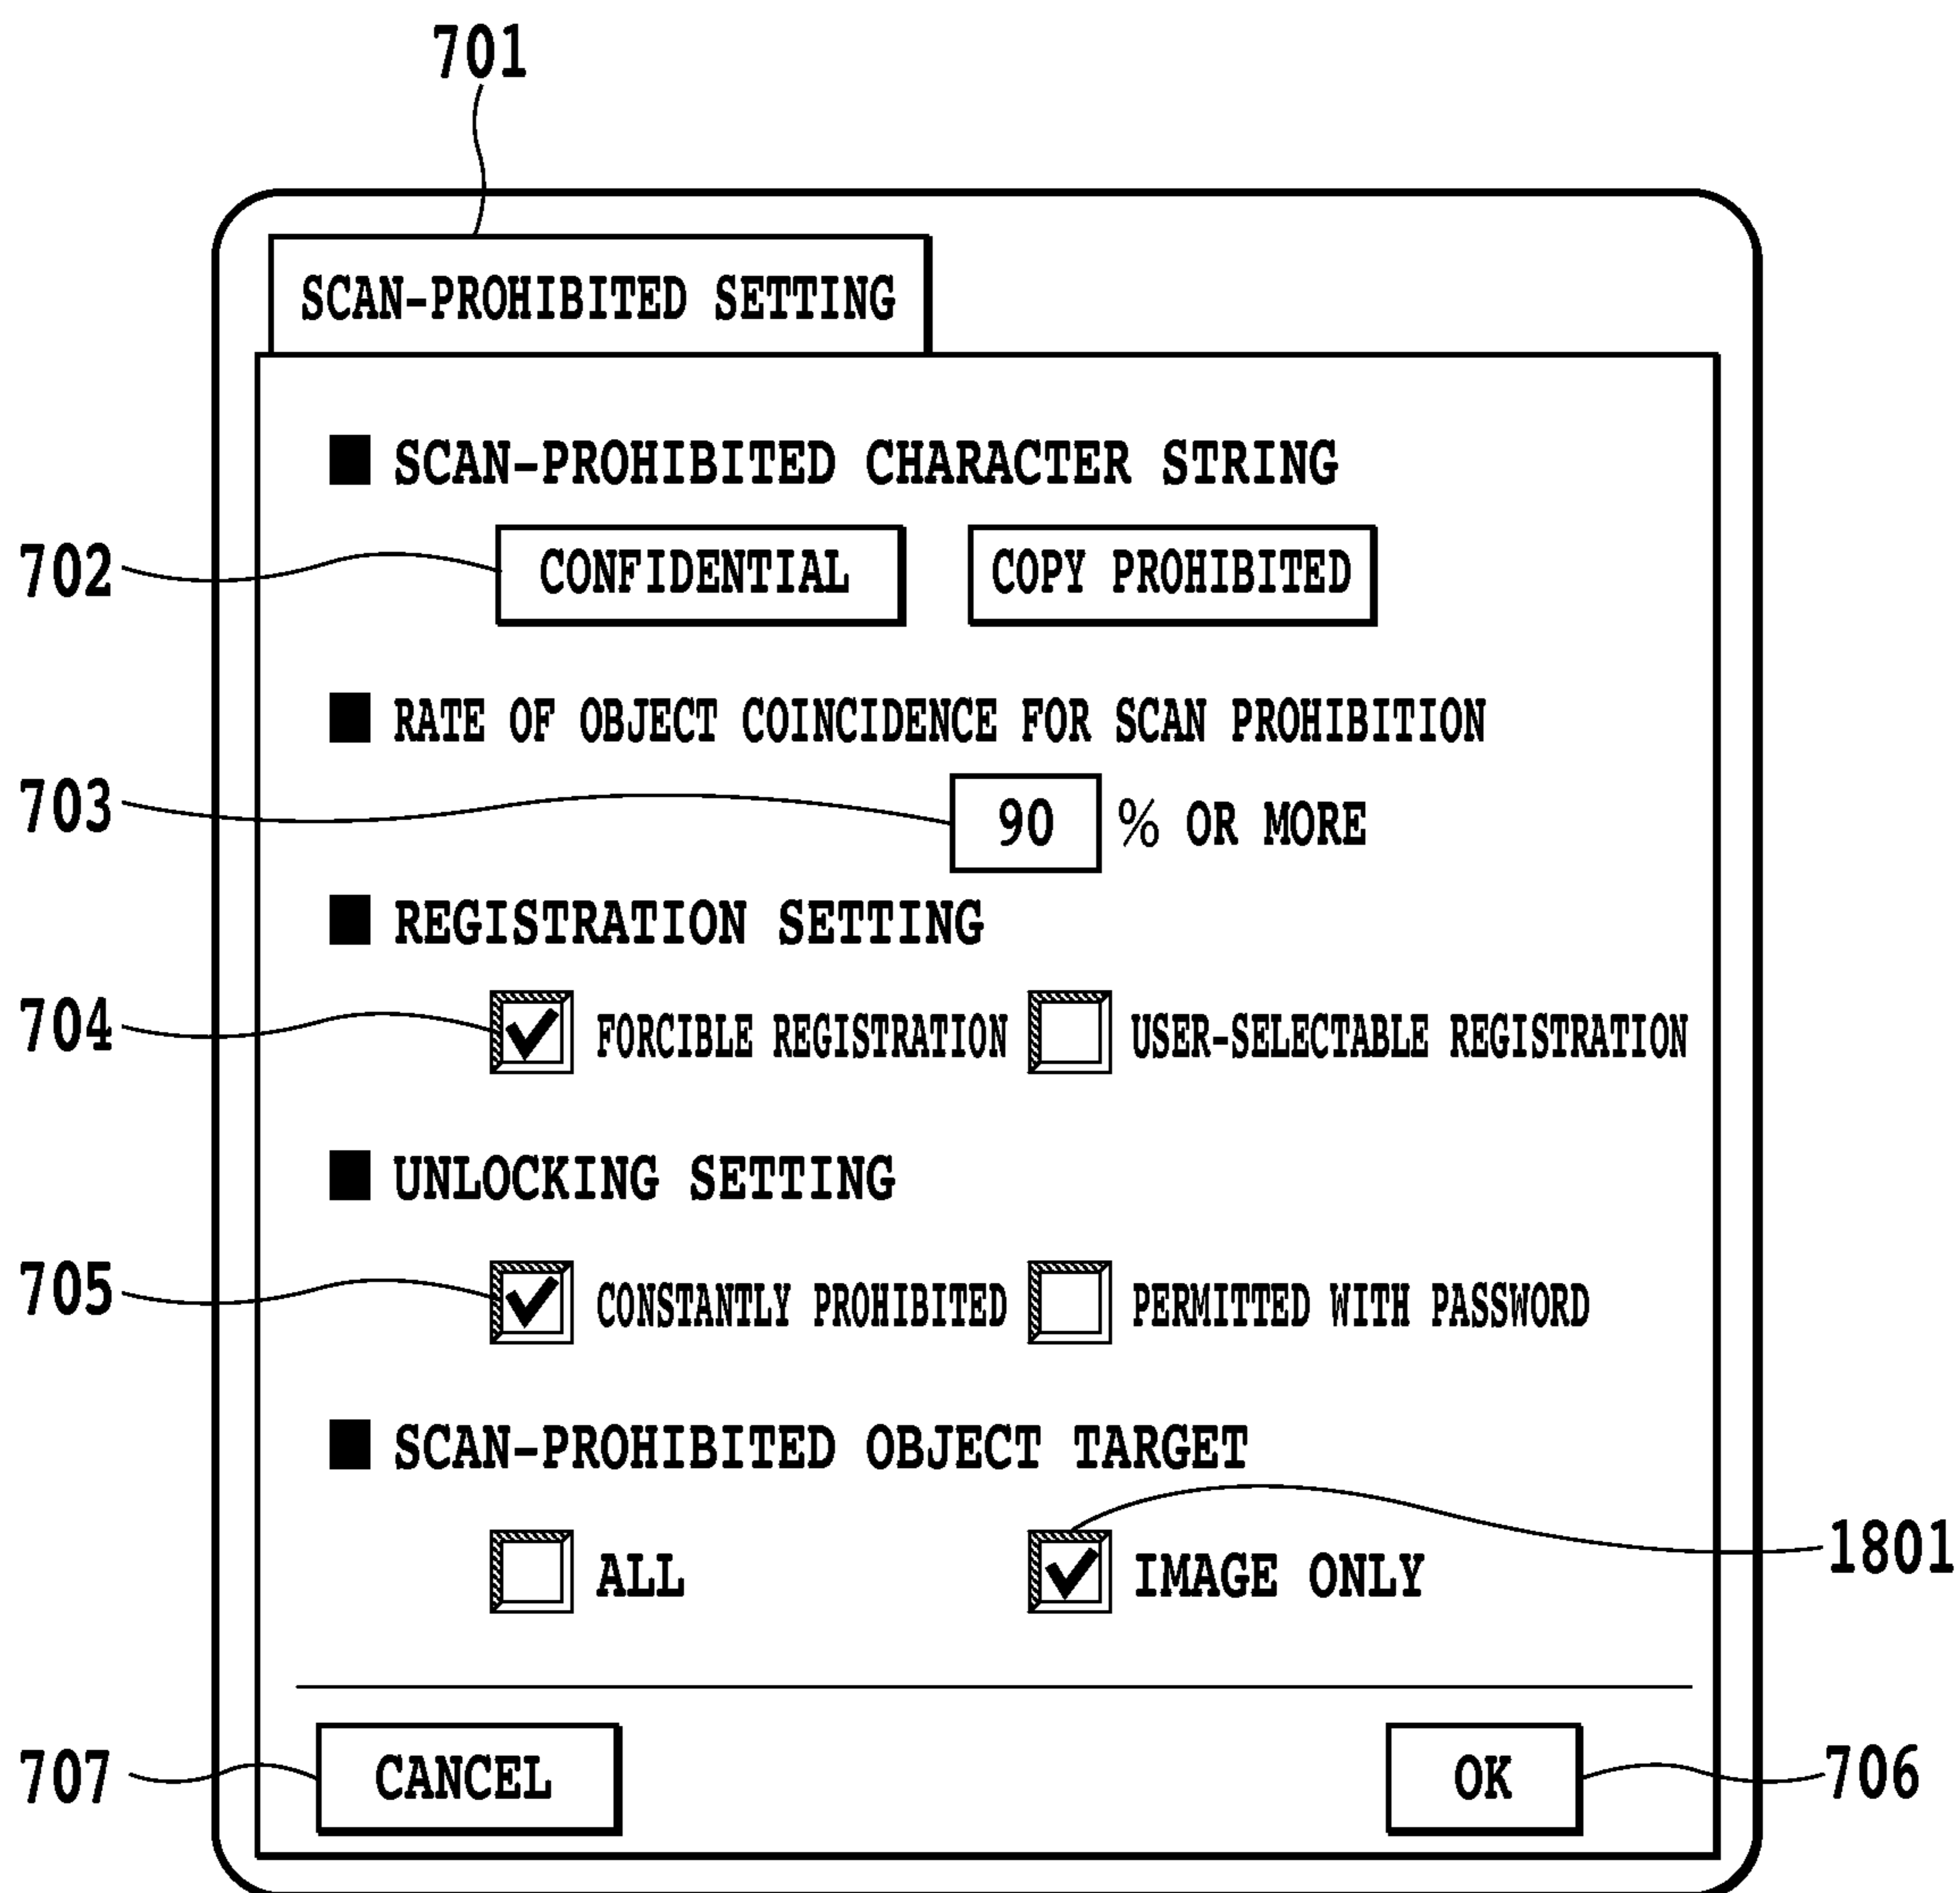 701
SCAN-PROHIBITED SETTING
■ SCAN-PROHIBITED CHARACTER STRING
702 CONFIDENTIAL COPY PROHIBITED
■ RATE OF OBJECT COINCIDENCE FOR SCAN PROHIBITION
703 90 % OR MORE
■ REGISTRATION SETTING
704 FORCIBLE REGISTRATION USER-SELECTABLE REGISTRATION
■ UNLOCKING SETTING
705 CONSTANTLY PROHIBITED PERMITTED WITH PASSWORD
■ SCAN-PROHIBITED OBJECT TARGET
ALL IMAGE ONLY 1801
707 CANCEL OK 706